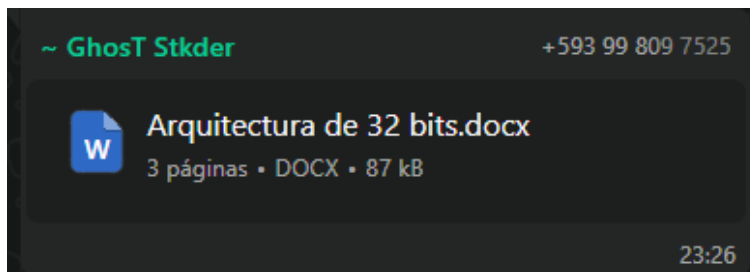 ~ GhosT Stkder +593 99 809 7525
W Arquitectura de 32 bits.docx
3 páginas • DOCX • 87 kB
23:26